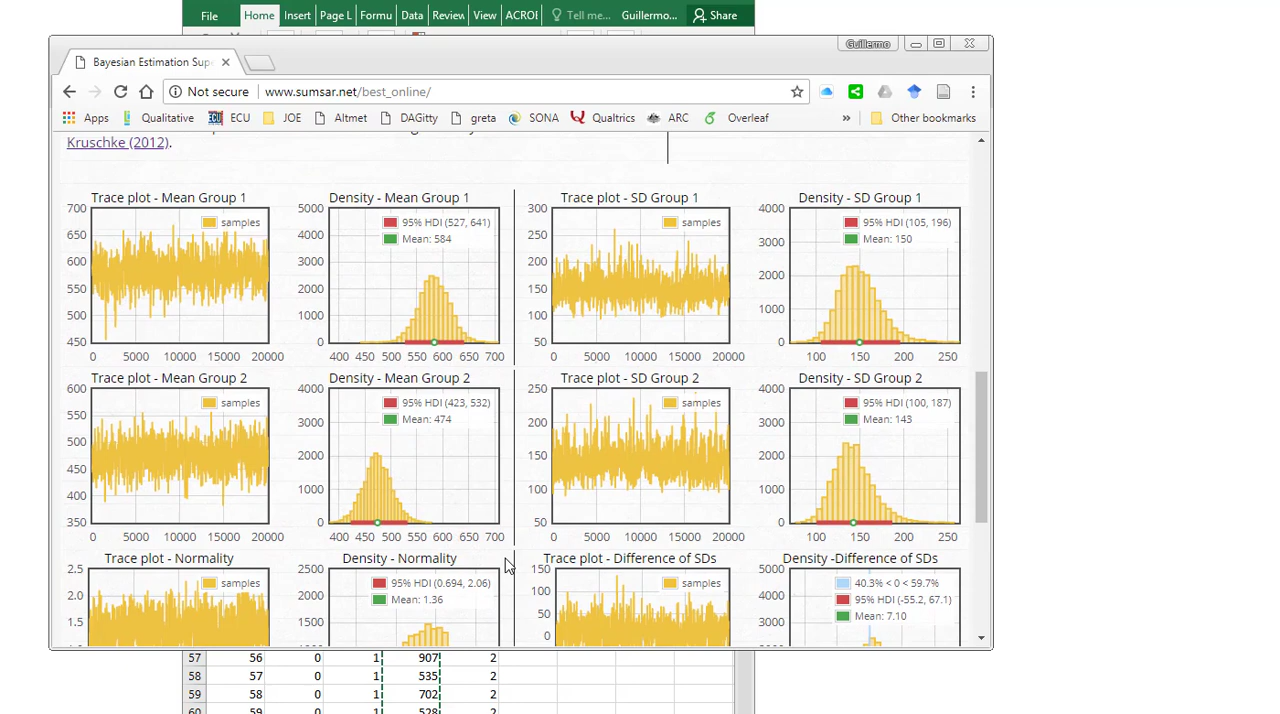 File Home Insert Page L Formu Data Review View ACROI Tell me... Guillermo... Share
Guillermo
Bayesian Estimation Sup
Not secure www.sumsar.net/best_online/
Apps Qualitative ECU JOE Altmet DAGitty greta SONA Qualtrics ARC Overleaf » Other bookmarks
Kruschke (2012).
Trace plot - Mean Group 1 Density - Mean Group 1 Trace plot - SD Group 1 Density - SD Group 1
700 samples 5000 95% HDI (527, 641) 300 samples 4000 95% HDI (105, 196)
650 4000 Mean: 584 250 3000 Mean: 150
600 3000 200 2000
550 2000 150 1000
500 1000 100
450 0 50 0
0 5000 10000 15000 20000 400 450 500 550 600 650 700 0 5000 10000 15000 20000 100 150 200 250
Trace plot - Mean Group 2 Density - Mean Group 2 Trace plot - SD Group 2 Density - SD Group 2
600 samples 4000 95% HDI (423, 532) 250 samples 4000 95% HDI (100, 187)
550 3000 Mean: 474 200 3000 Mean: 143
500 2000 150 2000
450 1000 100 1000
400
350 0 50 0
0 5000 10000 15000 20000 400 450 500 550 600 650 700 0 5000 10000 15000 20000 100 150 200 250
Trace plot - Normality Density - Normality Trace plot - Difference of SDs Density -Difference of SDs
2.5 samples 2500 95% HDI (0.694, 2.06) 150 samples 5000 40.3% < 0 < 59.7%
2.0 2000 Mean: 1.36 100 4000 95% HDI (-55.2, 67.1)
1.5 1500 50 3000 Mean: 7.10
0
57 56 0 1 907 2
58 57 0 1 535 2
59 58 0 1 702 2
60 59 0 1 528 2